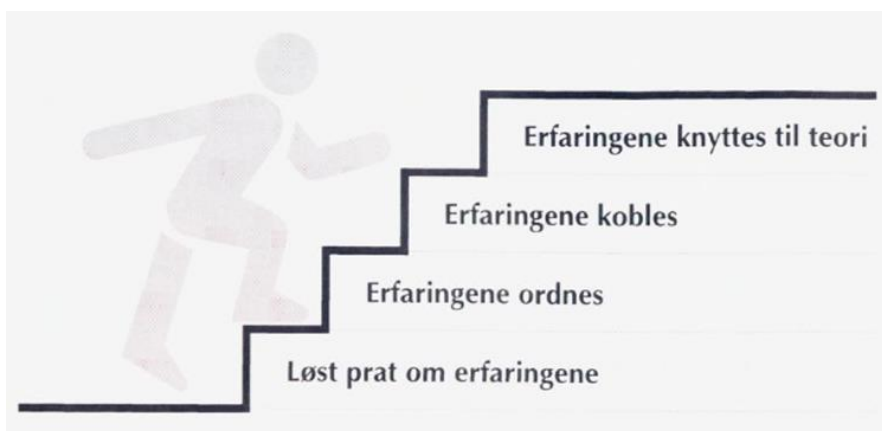 Erfaringene knyttes til teori
Erfaringene kobles
Erfaringene ordnes
Løst prat om erfaringene